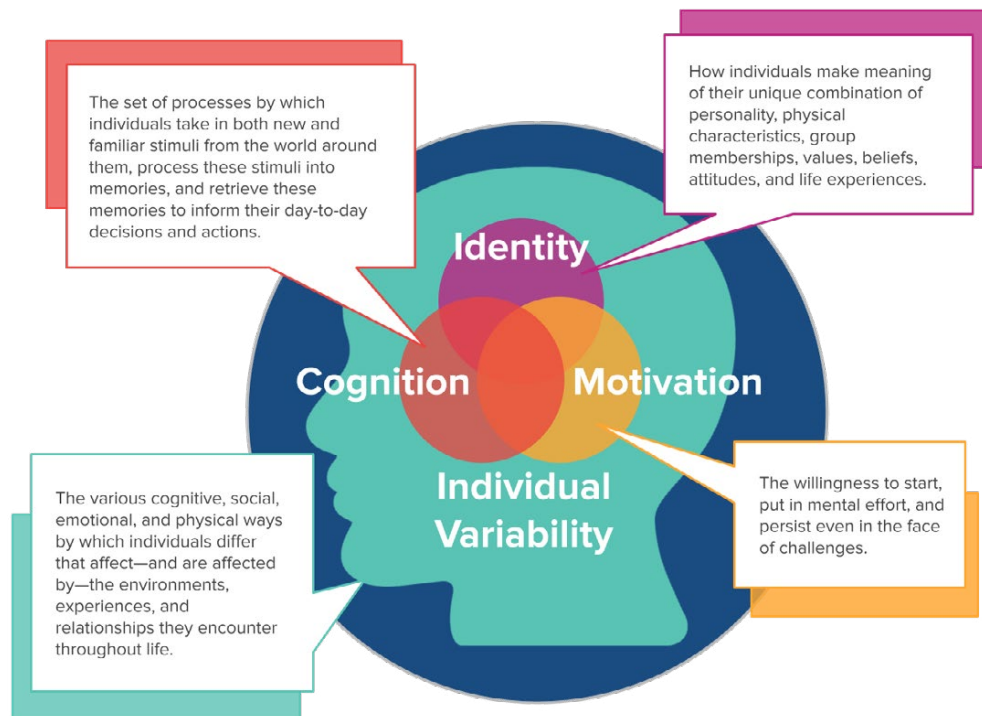 The set of processes by which
individuals take in both new and
familiar stimuli from the world around
them, process these stimuli into
memories, and retrieve these
memories to inform their day-to-day
decisions and actions.
How individuals make meaning
of their unique combination of
personality, physical
characteristics, group
memberships, values, beliefs,
attitudes, and life experiences.
Identity
Cognition
Motivation
Individual
Variability
The various cognitive, social,
emotional, and physical ways
by which individuals differ
that affect—and are affected
by—the environments,
experiences, and
relationships they encounter
throughout life.
The willingness to start,
put in mental effort, and
persist even in the face
of challenges.